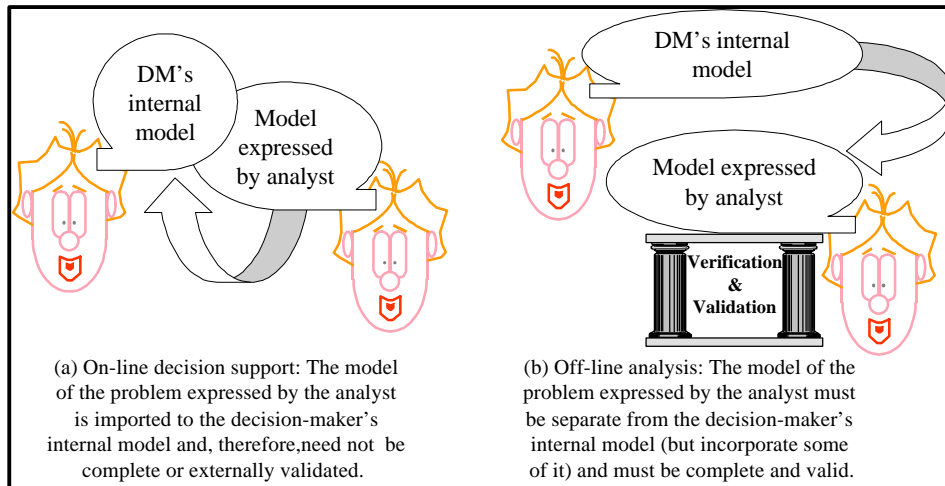 DM's
internal
model
Model
expressed
by analyst
(a) On-line decision support: The model
of the problem expressed by the analyst
is imported to the decision-maker's
internal model and, therefore,need not be
complete or externally validated.
DM's internal
model
Model expressed
by analyst
Verification
&
Validation
(b) Off-line analysis: The model of the
problem expressed by the analyst must
be separate from the decision-maker's
internal model (but incorporate some
of it) and must be complete and valid.